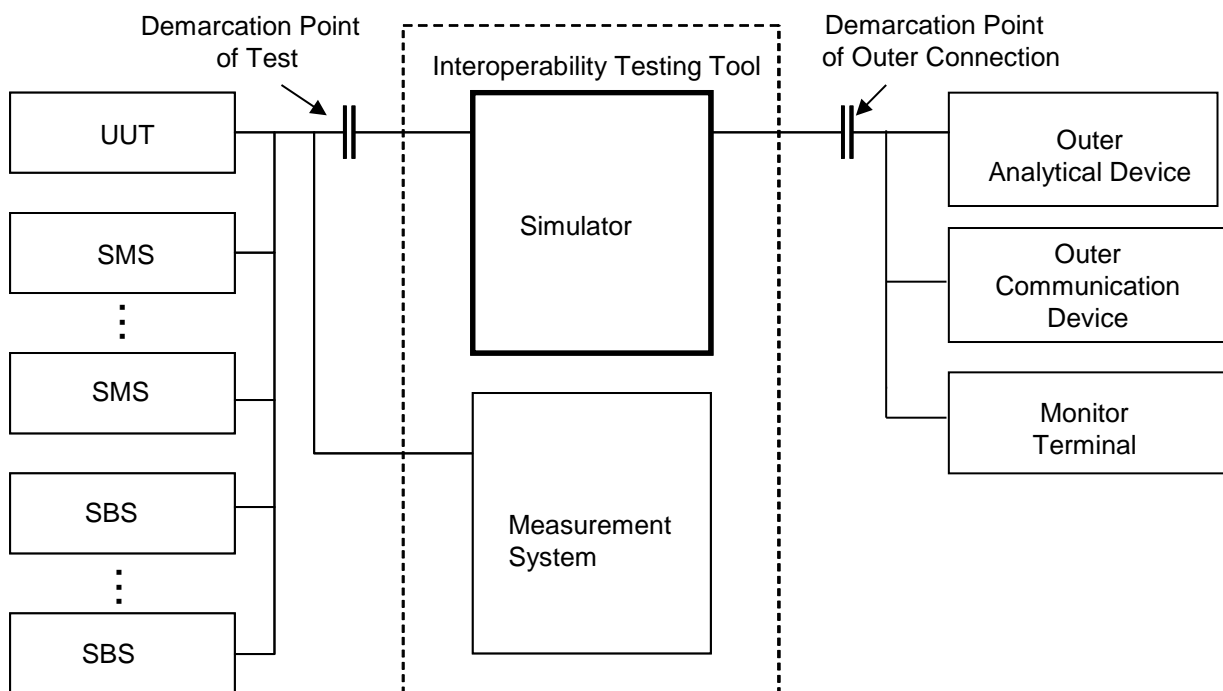 Demarcation Point
of Test
Demarcation Point
of Outer Connection
Interoperability Testing Tool
UUT
SMS
SMS
SBS
SBS
Simulator
Measurement
System
Outer
Analytical Device
Outer
Communication
Device
Monitor
Terminal